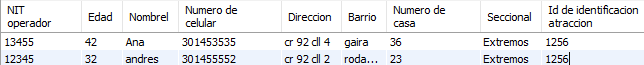 NIT operador Edad Nombrel Numero de celular Direccion Barrio Numero de casa Seccional Id de identificacion atraccion
13455 42 Ana 301453535 cr 92 cll 4 gaira 36 Extremos 1256
12345 32 andres 301455552 cr 92 cll 2 roda... 23 Extremos 1256